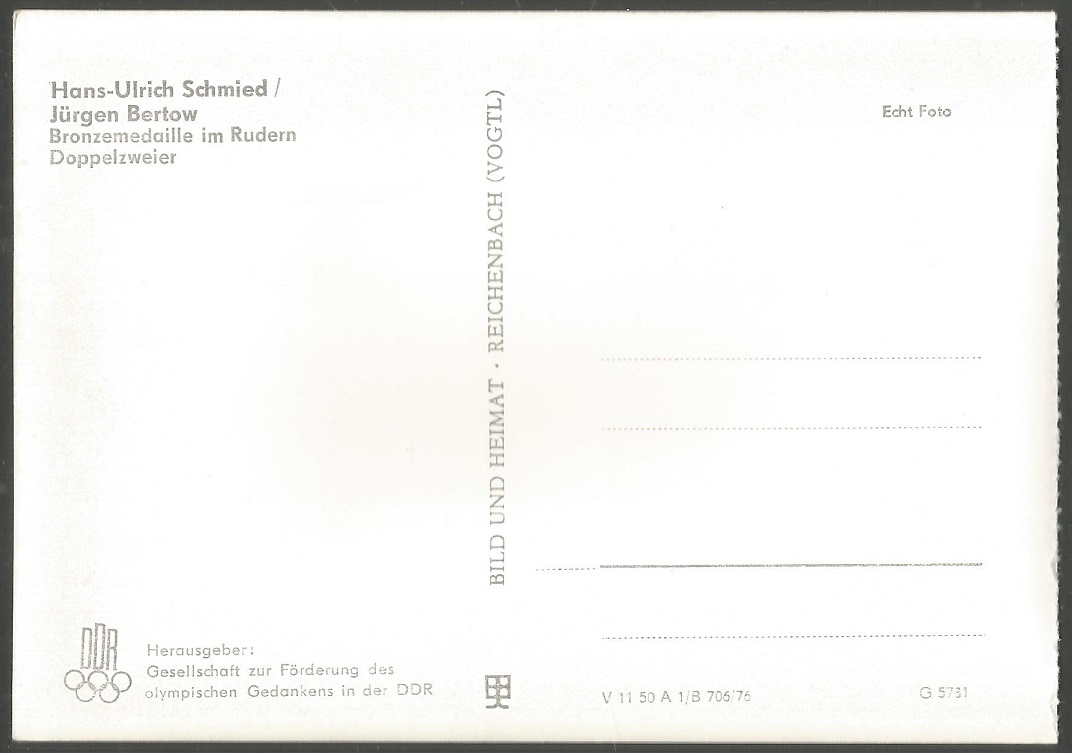 Hans-Ulrich Schmied /
Jürgen Bertow
Bronzemedaille im Rudern
Doppelzweier
BILD UND HEIMAT · REICHENBACH (VOGTL)
Echt Foto
DDR
Herausgeber:
Gesellschaft zur Förderung des
olympischen Gedankens in der DDR
V 11 50 A 1/B 706/76
G 5731